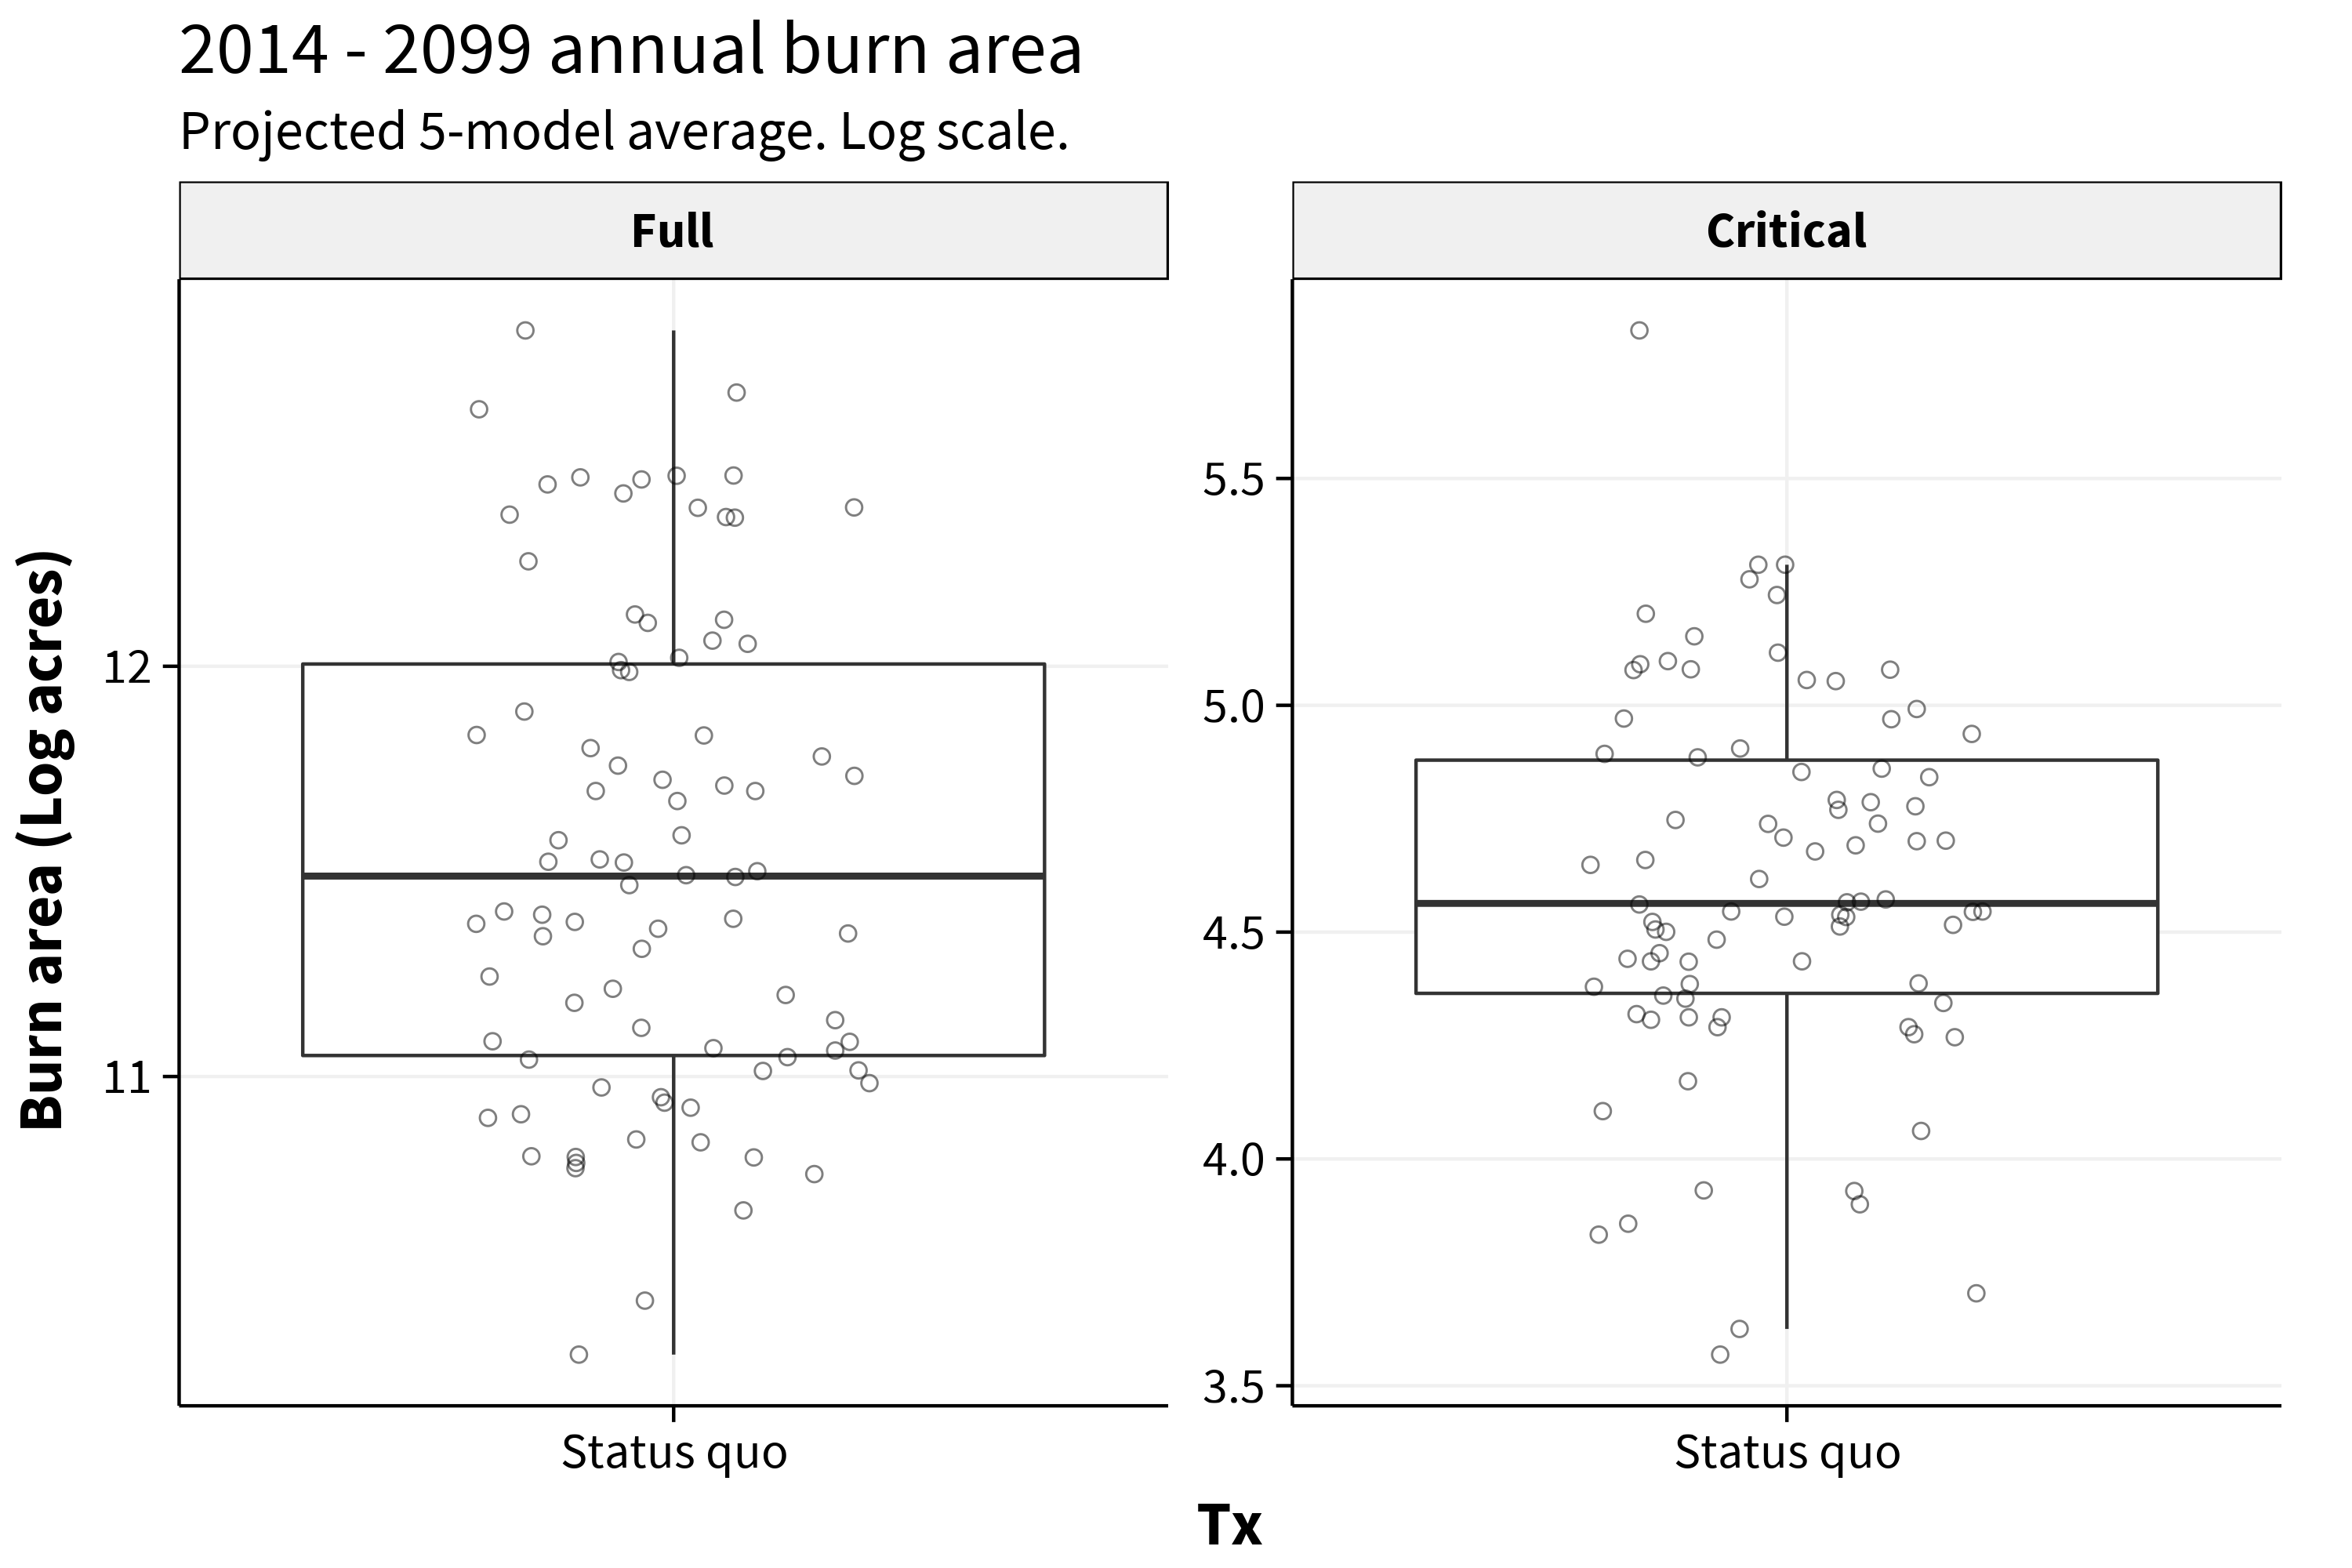 2014 - 2099 annual burn area
Projected 5-model average. Log scale.
Full
Critical
Burn area (Log acres)
12
11
5.5
5.0
4.5
4.0
3.5
Status quo
Status quo
Tx